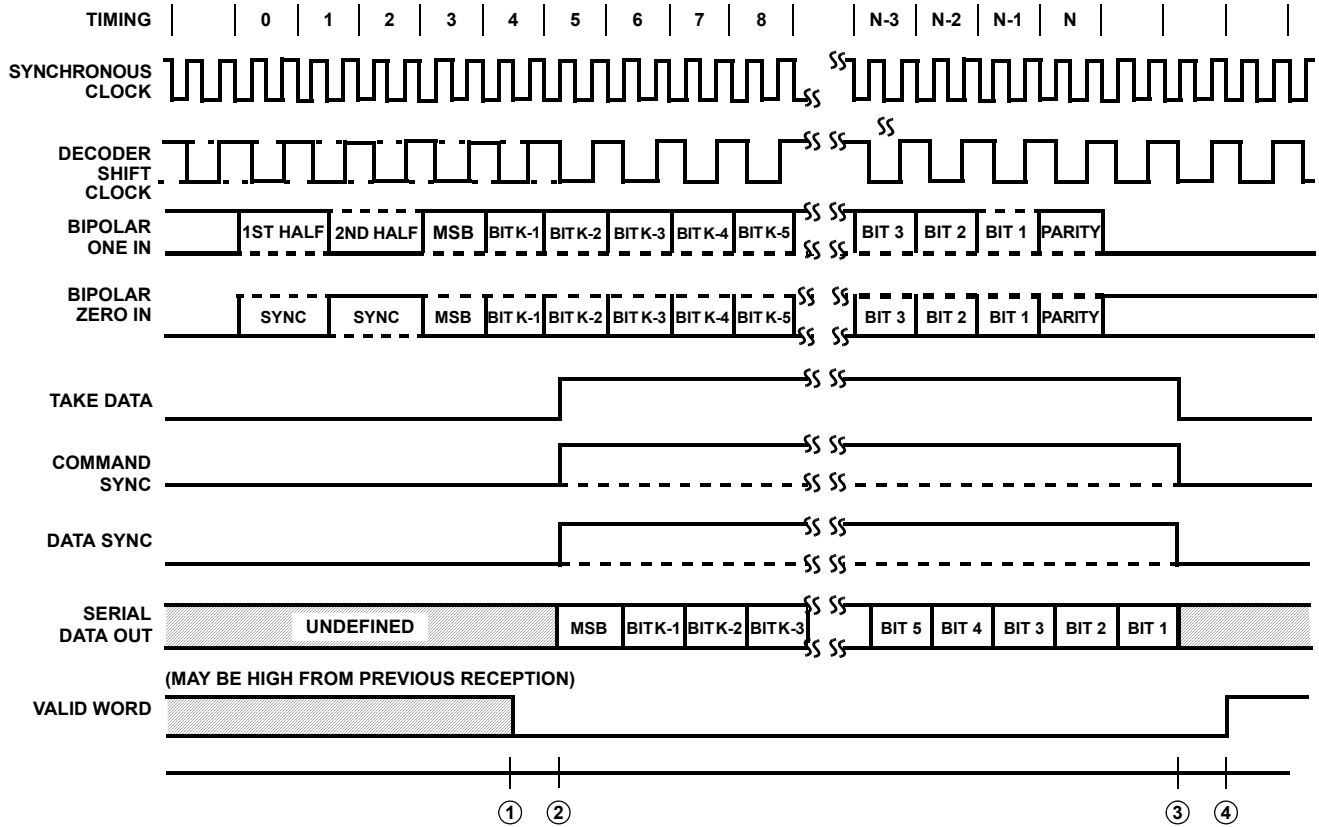 TIMING 0 1 2 3 4 5 6 7 8 N-3 N-2 N-1 N
SYNCHRONOUS
CLOCK
DECODER
SHIFT
CLOCK
BIPOLAR
ONE IN
1ST HALF 2ND HALF MSB BIT K-1 BIT K-2 BIT K-3 BIT K-4 BIT K-5 BIT 3 BIT 2 BIT 1 PARITY
BIPOLAR
ZERO IN
SYNC SYNC MSB BIT K-1 BIT K-2 BIT K-3 BIT K-4 BIT K-5 BIT 3 BIT 2 BIT 1 PARITY
TAKE DATA
COMMAND
SYNC
DATA SYNC
SERIAL
DATA OUT
UNDEFINED MSB BIT K-1 BIT K-2 BIT K-3 BIT 5 BIT 4 BIT 3 BIT 2 BIT 1
(MAY BE HIGH FROM PREVIOUS RECEPTION)
VALID WORD
1 2 3 4